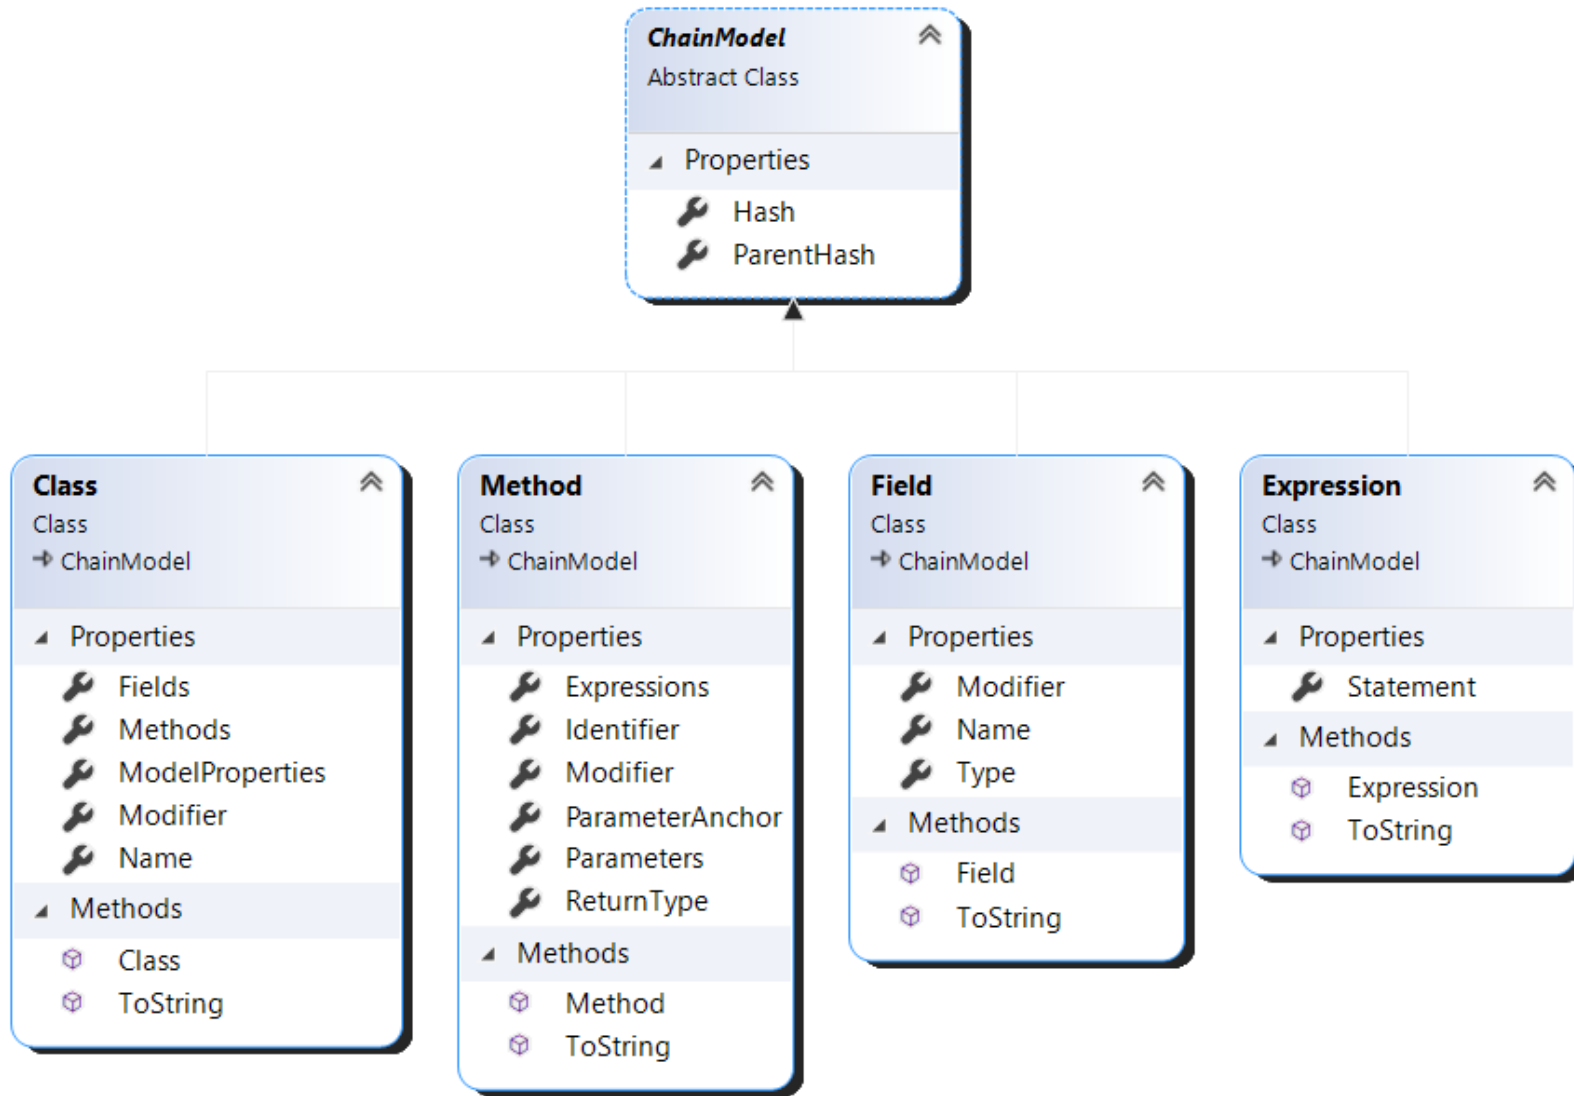 ChainModel
Abstract Class
Properties
Hash
ParentHash
Class
Class
ChainModel
Properties
Fields
Methods
ModelProperties
Modifier
Name
Methods
Class
ToString
Method
Class
ChainModel
Properties
Expressions
Identifier
Modifier
ParameterAnchor
Parameters
ReturnType
Methods
Method
ToString
Field
Class
ChainModel
Properties
Modifier
Name
Type
Methods
Field
ToString
Expression
Class
ChainModel
Properties
Statement
Methods
Expression
ToString